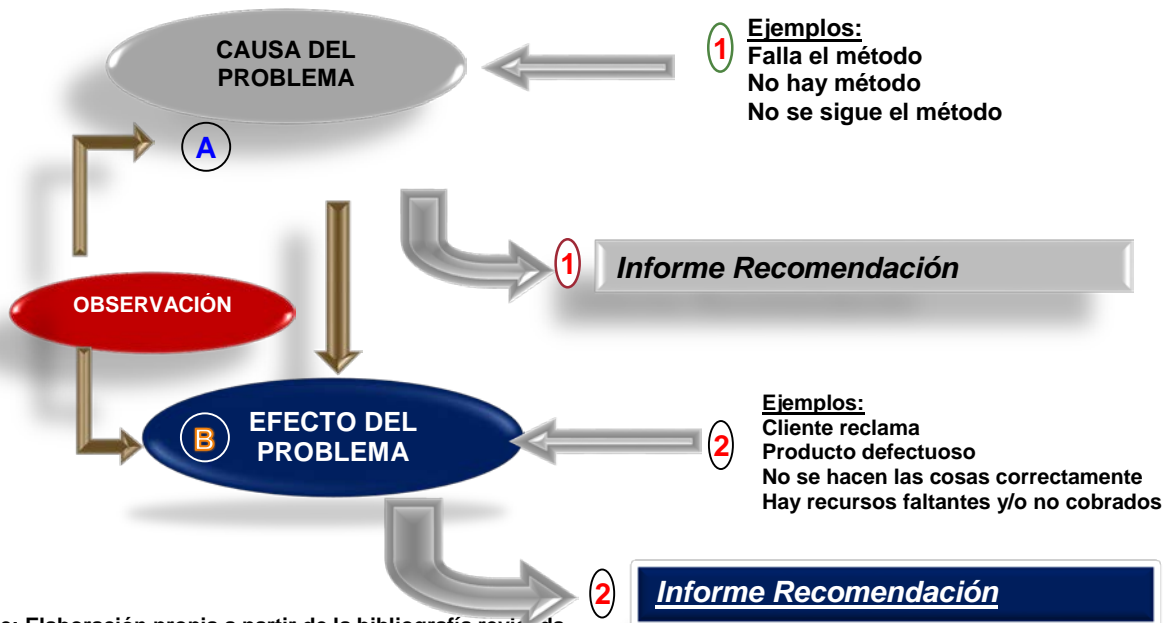 CAUSA DEL
PROBLEMA
1
Ejemplos:
Falla el método
No hay método
No se sigue el método
A
1
Informe Recomendación
OBSERVACIÓN
B
EFECTO DEL
PROBLEMA
2
Ejemplos:
Cliente reclama
Producto defectuoso
No se hacen las cosas correctamente
Hay recursos faltantes y/o no cobrados
2
Informe Recomendación
Elaboración propia a partir de la bibliografía